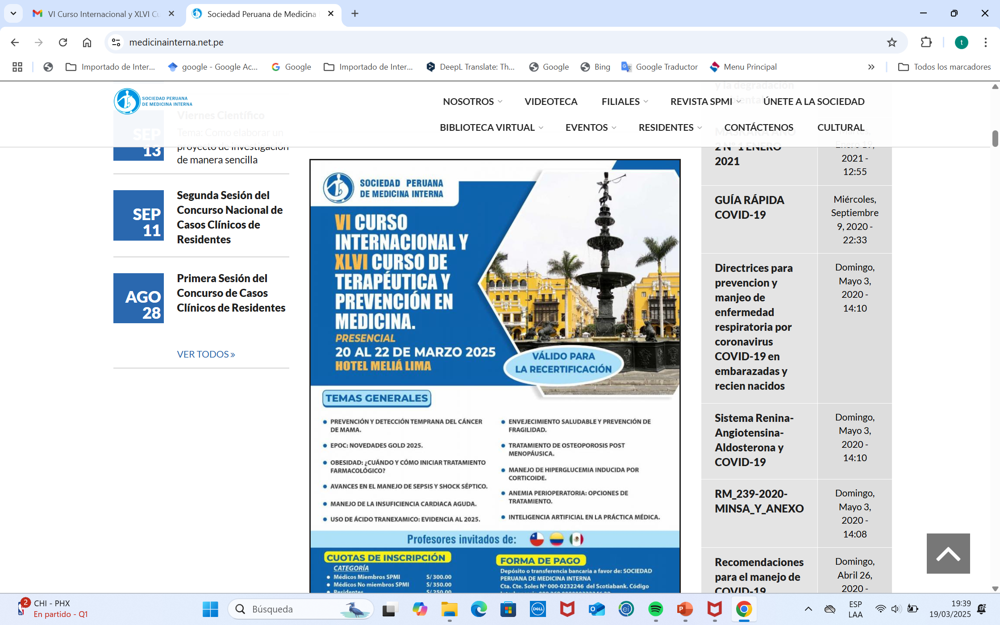 VI Curso Internacional y XLVI Cu
Sociedad Peruana de Medicina
medicinainterna.net.pe
t
Importado de Inter...
google - Google Ac...
Google
Importado de Inter...
DeepL Translate: Th...
Google
Bing
Google Traductor
Menu Principal
Todos los marcadores
SOCIEDAD PERUANA
DE MEDICINA INTERNA
NOSOTROS
VIDEOTECA
FILIALES
REVISTA SPMI
ÚNETE A LA SOCIEDAD
BIBLIOTECA VIRTUAL
EVENTOS
RESIDENTES
CONTÁCTENOS
CULTURAL
SEP
13
Viernes Científico
Tema: Como elaborar un
proyecto de investigación
de manera sencilla
SEP
11
Segunda Sesión del
Concurso Nacional de
Casos Clínicos de
Residentes
AGO
28
Primera Sesión del
Concurso de Casos
Clínicos de Residentes
VER TODOS »
SOCIEDAD PERUANA
DE MEDICINA INTERNA
VI CURSO
INTERNACIONAL Y
XLVI CURSO DE
TERAPÉUTICA Y
PREVENCIÓN EN
MEDICINA.
PRESENCIAL
20 AL 22 DE MARZO 2025
HOTEL MELIÁ LIMA
VÁLIDO PARA
LA RECERTIFICACIÓN
TEMAS GENERALES
PREVENCIÓN Y DETECCIÓN TEMPRANA DEL CÁNCER
DE MAMA.
EPOC: NOVEDADES GOLD 2025.
OBESIDAD: ¿CUÁNDO Y CÓMO INICIAR TRATAMIENTO
FARMACOLÓGICO?
AVANCES EN EL MANEJO DE SEPSIS Y SHOCK SÉPTICO.
MANEJO DE LA INSUFICIENCIA CARDIACA AGUDA.
USO DE ÁCIDO TRANEXAMICO: EVIDENCIA AL 2025.
ENVEJECIMIENTO SALUDABLE Y PREVENCIÓN DE
FRAGILIDAD.
TRATAMIENTO DE OSTEOPOROSIS POST
MENOPÁUSICA.
MANEJO DE HIPERGLUCEMIA INDUCIDA POR
CORTICOIDE.
ANEMIA PERIOPERATORIA: OPCIONES DE
TRATAMIENTO.
INTELIGENCIA ARTIFICIAL EN LA PRÁCTICA MÉDICA.
Profesores invitados de:
CUOTAS DE INSCRIPCIÓN
CATEGORÍA
Médicos Miembros SPMI S/ 300.00
Médicos No miembros SPMI S/ 350.00
Residentes S/ 250.00
FORMA DE PAGO
Depósito o transferencia bancaria a favor de: SOCIEDAD
PERUANA DE MEDICINA INTERNA
Cta. Cte. Soles Nº 000-0232246 del Scotiabank. Código
y la degradación
MASKARA AÑO
2 N° 1 ENERO
2021
Martes,
Enero 19,
2021 -
12:55
GUÍA RÁPIDA
COVID-19
Miércoles,
Septiembre
9, 2020 -
22:33
Directrices para
prevencion y
manjeo de
enfermedad
respiratoria por
coronavirus
COVID-19 en
embarazadas y
recien nacidos
Domingo,
Mayo 3,
2020 -
14:10
Sistema Renina-
Angiotensina-
Aldosterona y
COVID-19
Domingo,
Mayo 3,
2020 -
14:10
RM_239-2020-
MINSA_Y_ANEXO
Domingo,
Mayo 3,
2020 -
14:08
Recomendaciones
para el manejo de
COVID-19
Domingo,
Abril 26,
2020 -
2
CHI - PHX
En partido - Q1
Búsqueda
DELL
ESP
LAA
19:39
19/03/2025